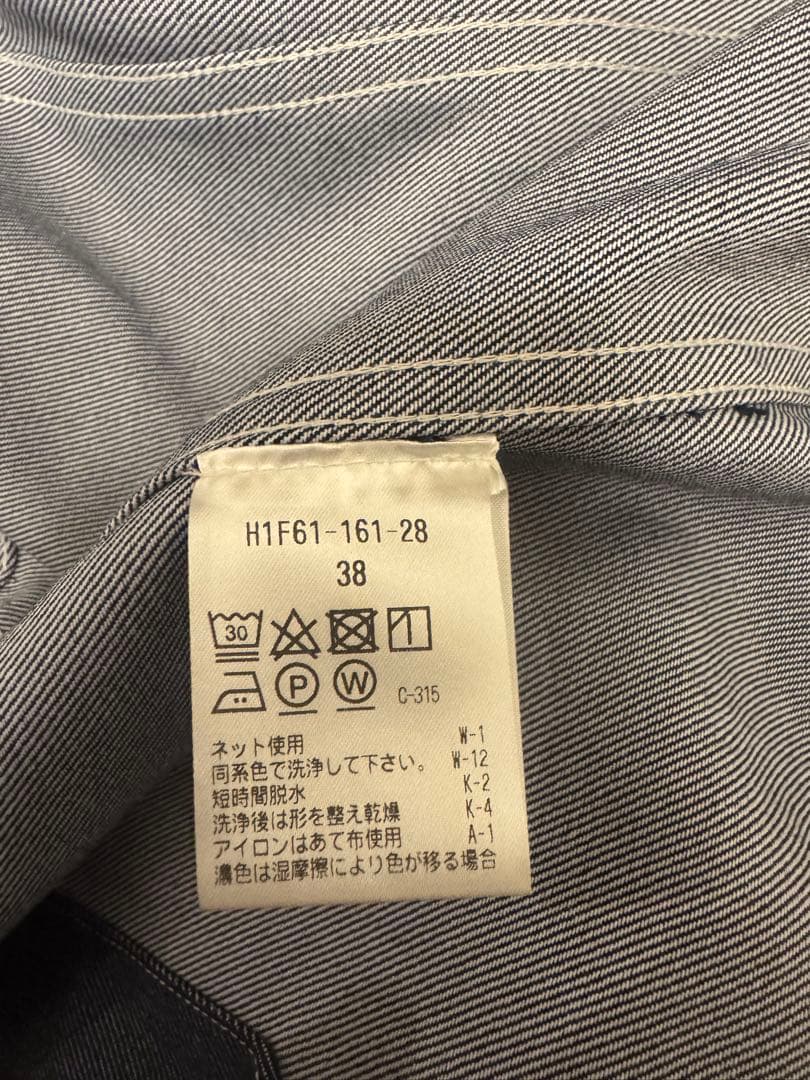 H1F61-161-28
38
30
P W C-315
ネット使用 W-1
同系色で洗浄して下さい。 W-12
短時間脱水 K-2
洗浄後は形を整え乾燥 K-4
アイロンはあて布使用 A-1
濃色は湿摩擦により色が移る場合